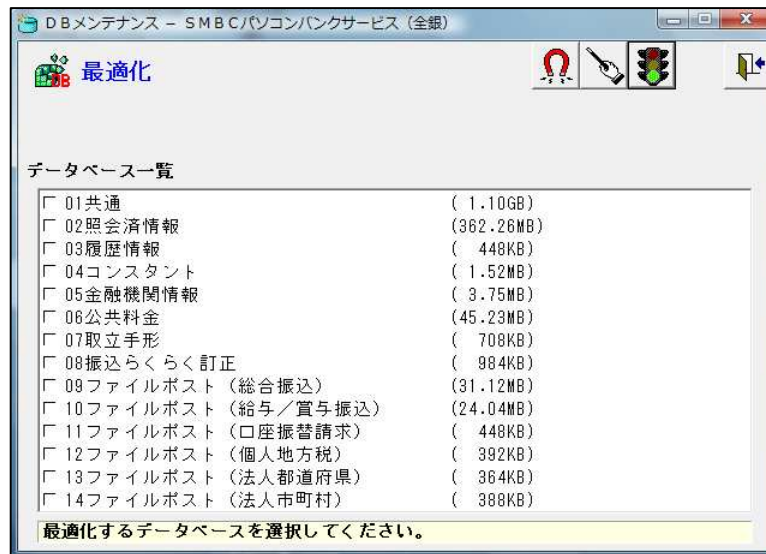 DBメンテナンス － SMBCパソコンバンクサービス（全銀）
DB 最適化
データベース一覧
01共通 ( 1.10GB)
02照会済情報 (362.26MB)
03履歴情報 ( 448KB)
04コンスタント ( 1.52MB)
05金融機関情報 ( 3.75MB)
06公共料金 (45.23MB)
07取立手形 ( 708KB)
08振込らくらく訂正 ( 984KB)
09ファイルポスト（総合振込） (31.12MB)
10ファイルポスト（給与／賞与振込） (24.04MB)
11ファイルポスト（口座振替請求） ( 448KB)
12ファイルポスト（個人地方税） ( 392KB)
13ファイルポスト（法人都道府県） ( 364KB)
14ファイルポスト（法人市町村） ( 388KB)
最適化するデータベースを選択してください。